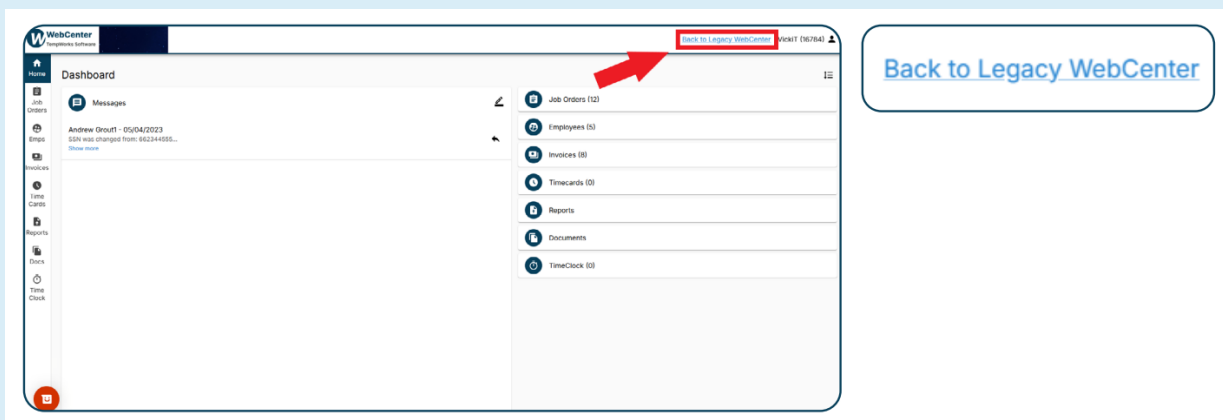 WebCenter
TempWorks Software
Back to Legacy WebCenter
VickiT (16784)
Home
Dashboard
Job
Orders
Emps
Invoices
Time
Cards
Reports
Docs
Time
Clock
Messages
Andrew Grout1 - 05/04/2023
SSN was changed from: 662344555...
Show more
Job Orders (12)
Employees (5)
Invoices (8)
Timecards (0)
Reports
Documents
TimeClock (0)
Back to Legacy WebCenter